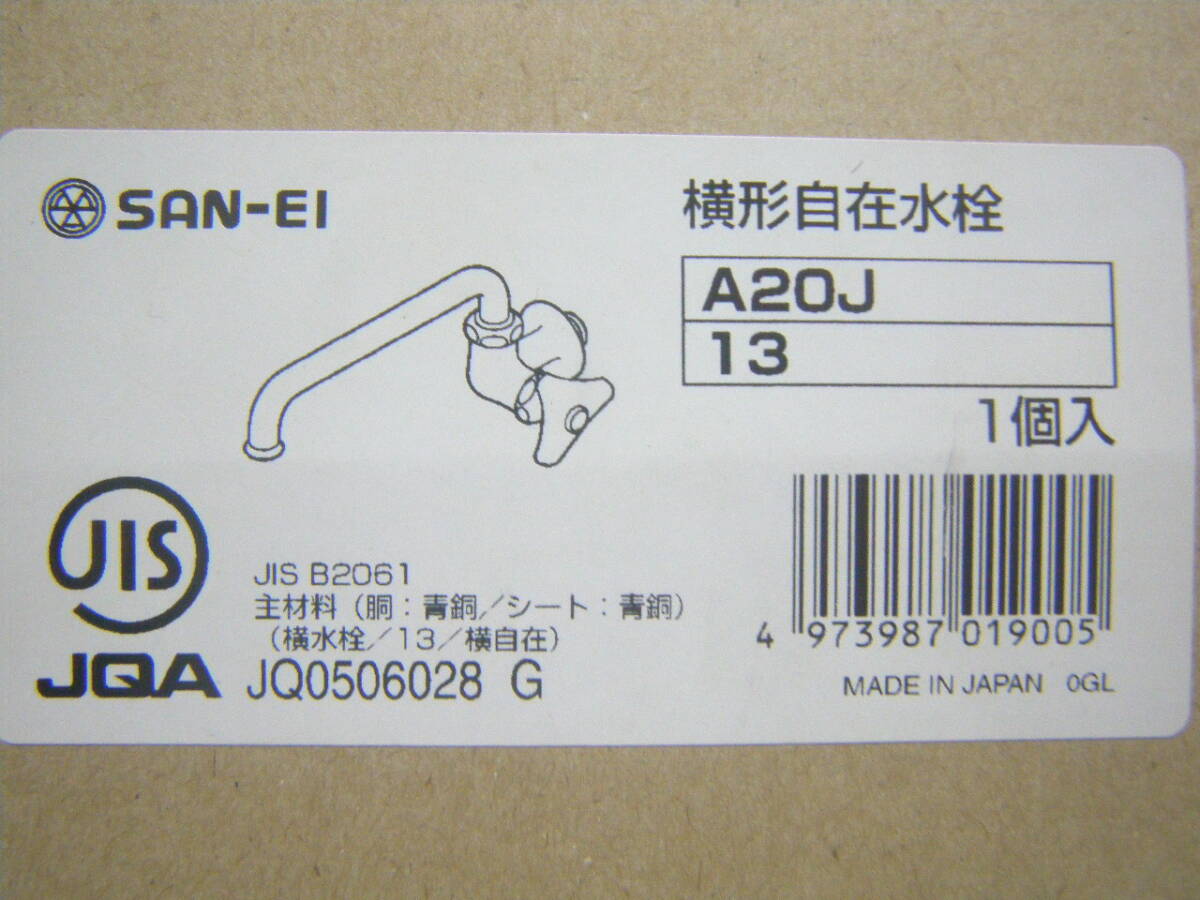 SAN-EI
横形自在水栓
A20J
13
1個入
JIS
JIS B2061
主材料（胴：青銅／シート：青銅）
（横水栓／13／横自在）
JQA JQ0506028 G
4 973987 019005
MADE IN JAPAN 0GL